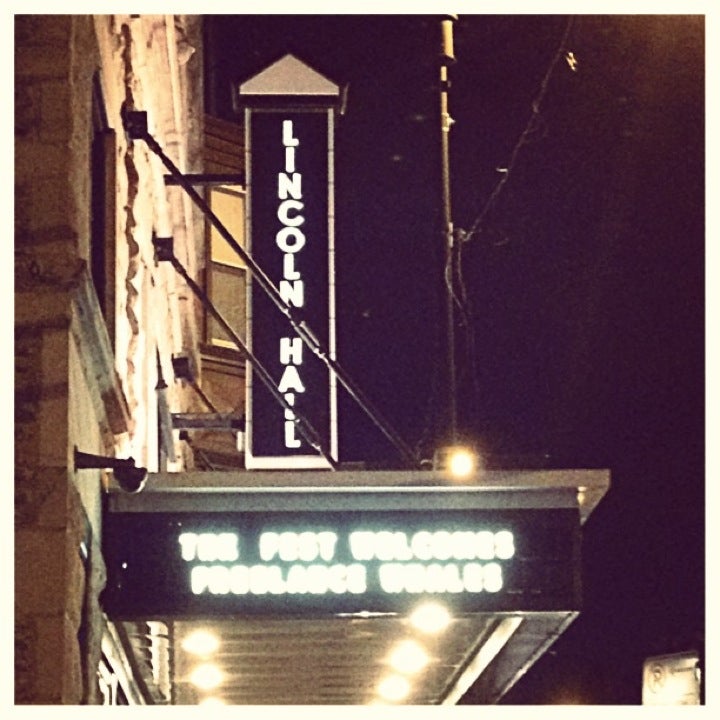 LINCOLN HALL
THE FEST WELCOMES
FREELANCE WHALES